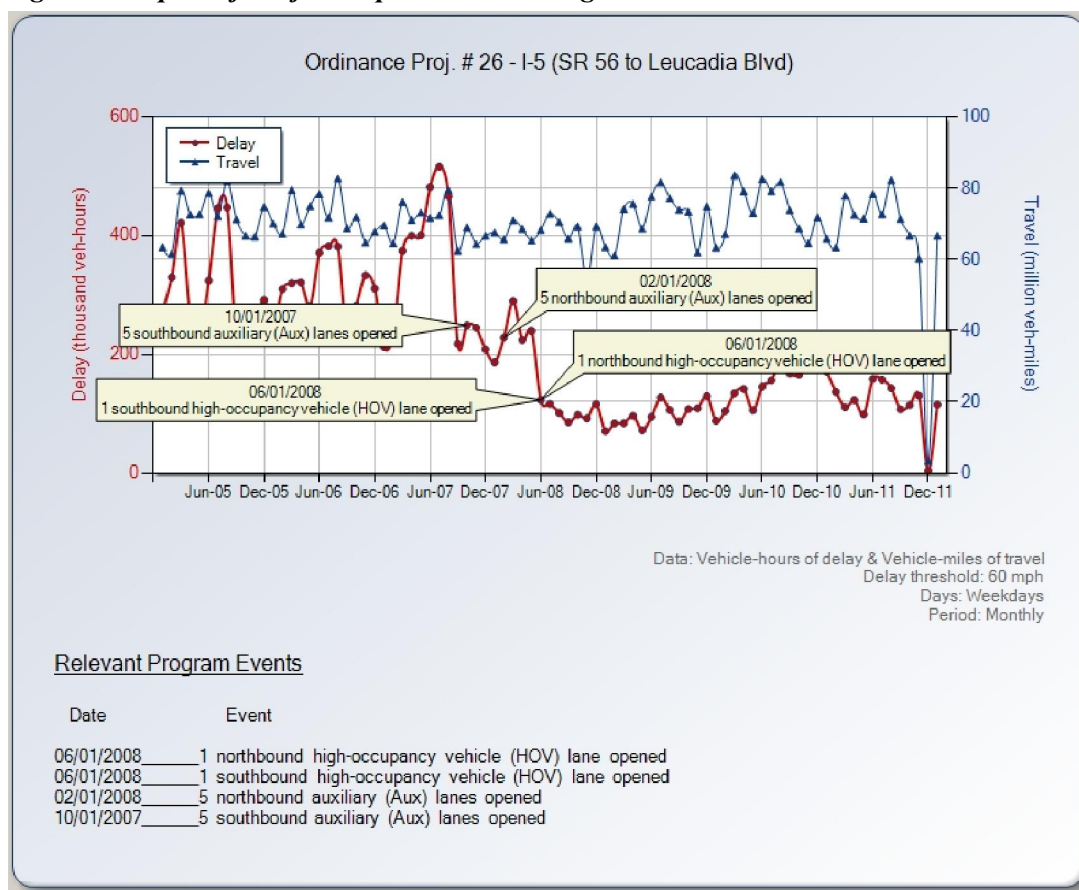 Ordinance Proj. # 26 - I-5 (SR 56 to Leucadia Blvd)
600
400
200
0
Delay (thousand veh-hours)
Delay
Travel
100
80
60
40
20
0
Travel (million veh-miles)
02/01/2008
5 northbound auxiliary (Aux) lanes opened
10/01/2007
5 southbound auxiliary (Aux) lanes opened
06/01/2008
1 northbound high-occupancy vehicle (HOV) lane opened
06/01/2008
1 southbound high-occupancy vehicle (HOV) lane opened
Jun-05 Dec-05 Jun-06 Dec-06 Jun-07 Dec-07 Jun-08 Dec-08 Jun-09 Dec-09 Jun-10 Dec-10 Jun-11 Dec-11
Data: Vehicle-hours of delay & Vehicle-miles of travel
Delay threshold: 60 mph
Days: Weekdays
Period: Monthly
Relevant Program Events
Date Event
06/01/2008______1 northbound high-occupancy vehicle (HOV) lane opened
06/01/2008______1 southbound high-occupancy vehicle (HOV) lane opened
02/01/2008______5 northbound auxiliary (Aux) lanes opened
10/01/2007______5 southbound auxiliary (Aux) lanes opened